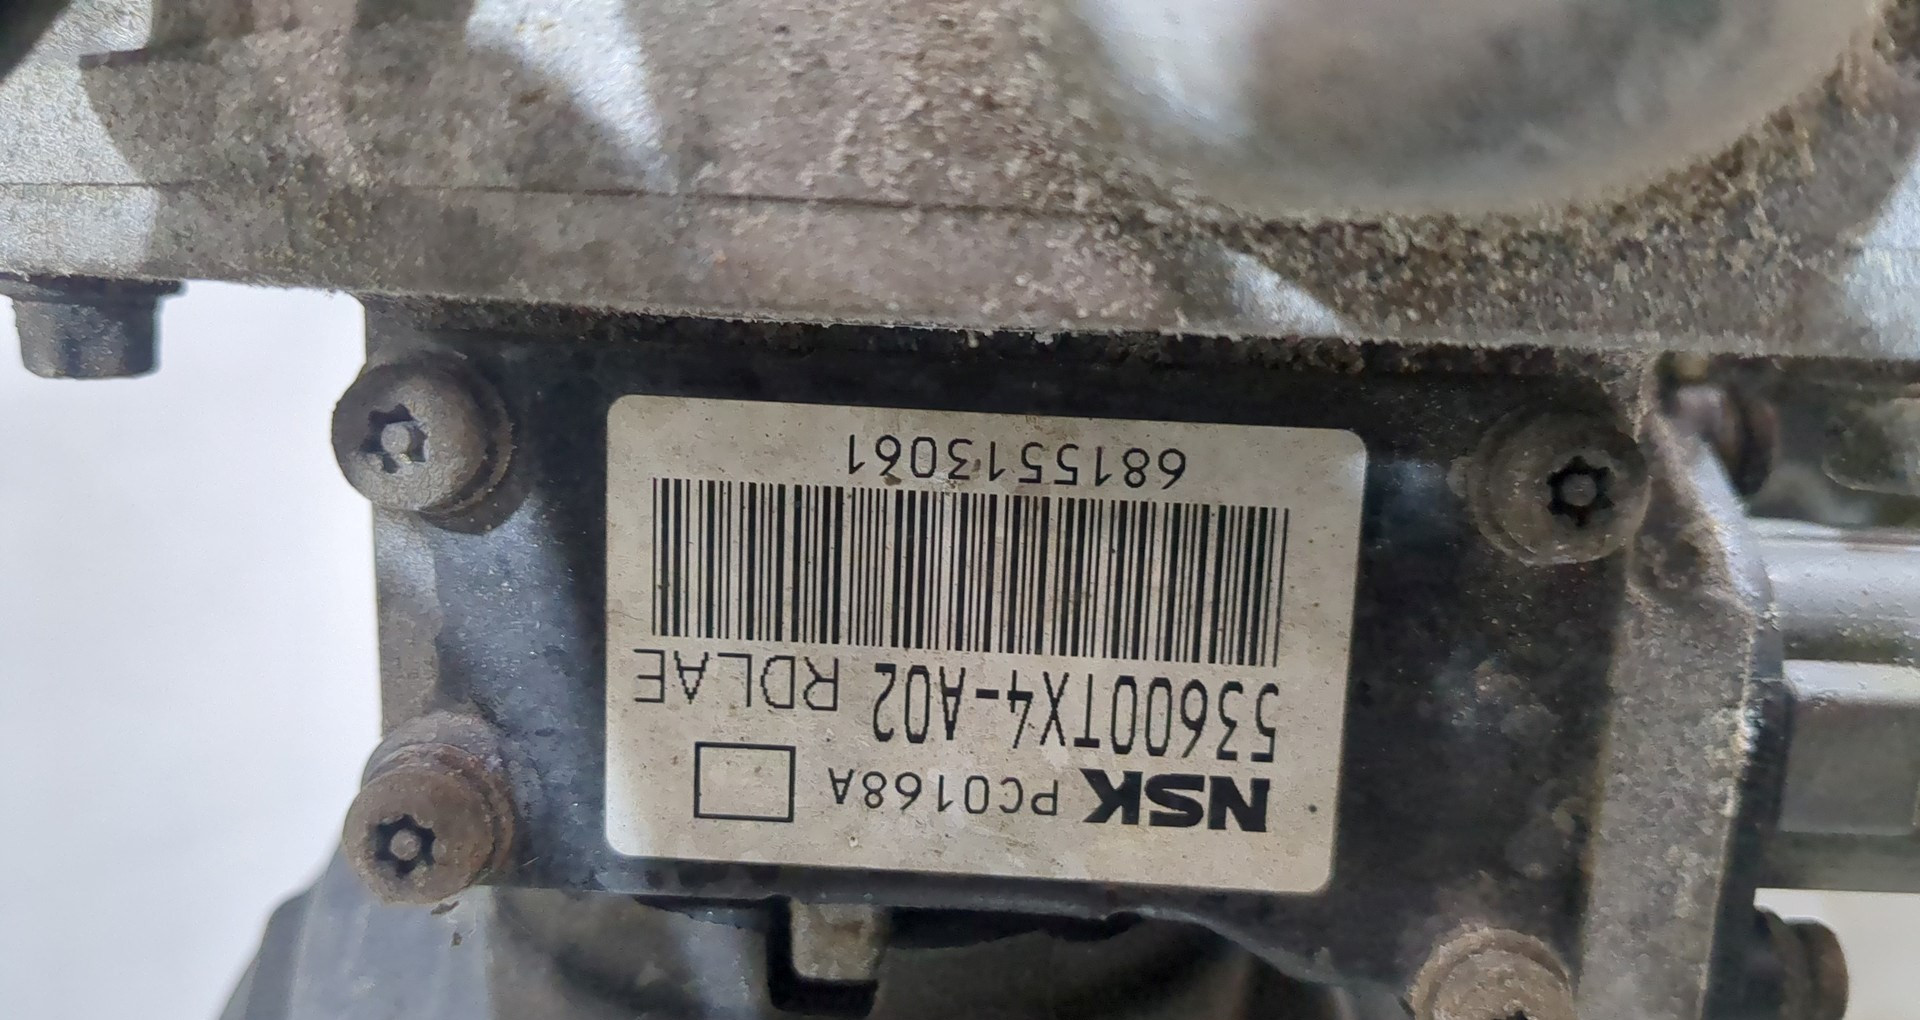 NSK PC0168A
53600TX4-A02 RDLAE
6815513061